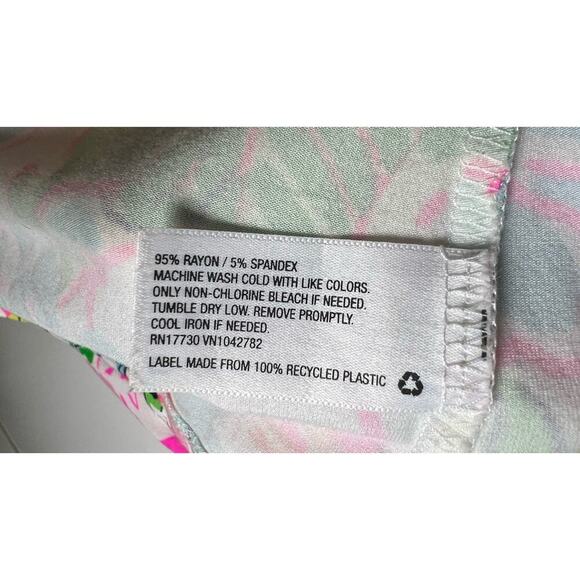 95% RAYON / 5% SPANDEX
MACHINE WASH COLD WITH LIKE COLORS.
ONLY NON-CHLORINE BLEACH IF NEEDED.
TUMBLE DRY LOW. REMOVE PROMPTLY.
COOL IRON IF NEEDED.
RN17730 VN1042782
LABEL MADE FROM 100% RECYCLED PLASTIC